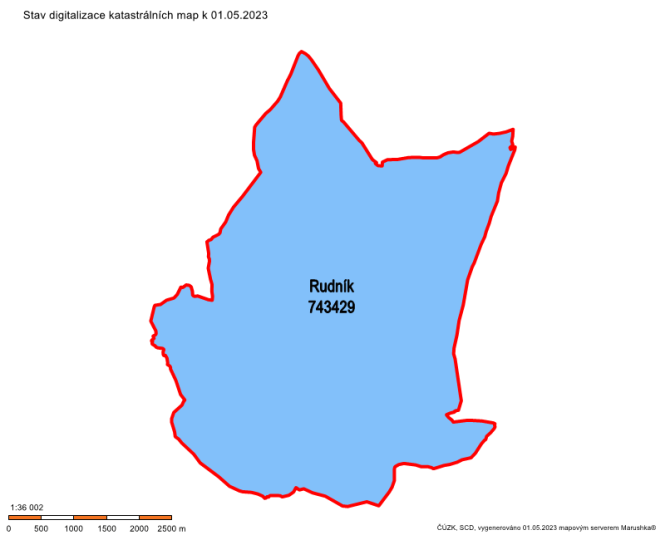 Stav digitalizace katastrálních map k 01.05.2023
Rudník
743429
1:36 002
0 500 1000 1500 2000 2500 m
ČÚZK, SCD, vygenerováno 01.05.2023 mapovým serverem Marushka®